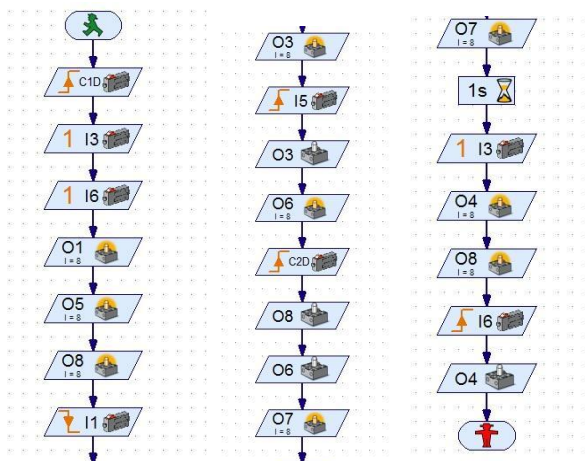 C1D
1 I3
1 I6
O1
I = 8
O5
I = 8
O8
I = 8
I1
O3
I = 8
I5
O3
O6
I = 8
C2D
O8
O6
O7
I = 8
O7
I = 8
1s
1 I3
O4
I = 8
O8
I = 8
I6
O4